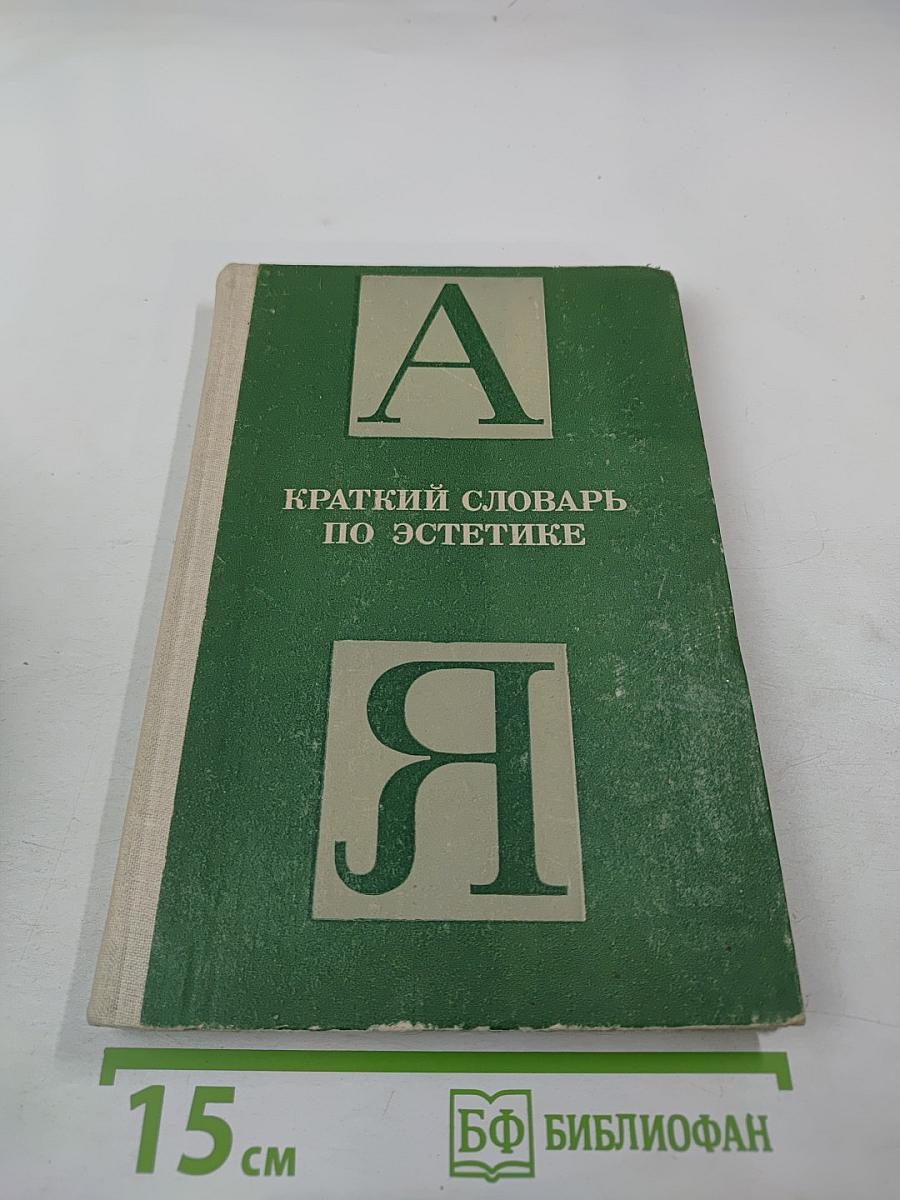 А
КРАТКИЙ СЛОВАРЬ
ПО ЭСТЕТИКЕ
Я
15 см
БФ БИБЛИОФАН